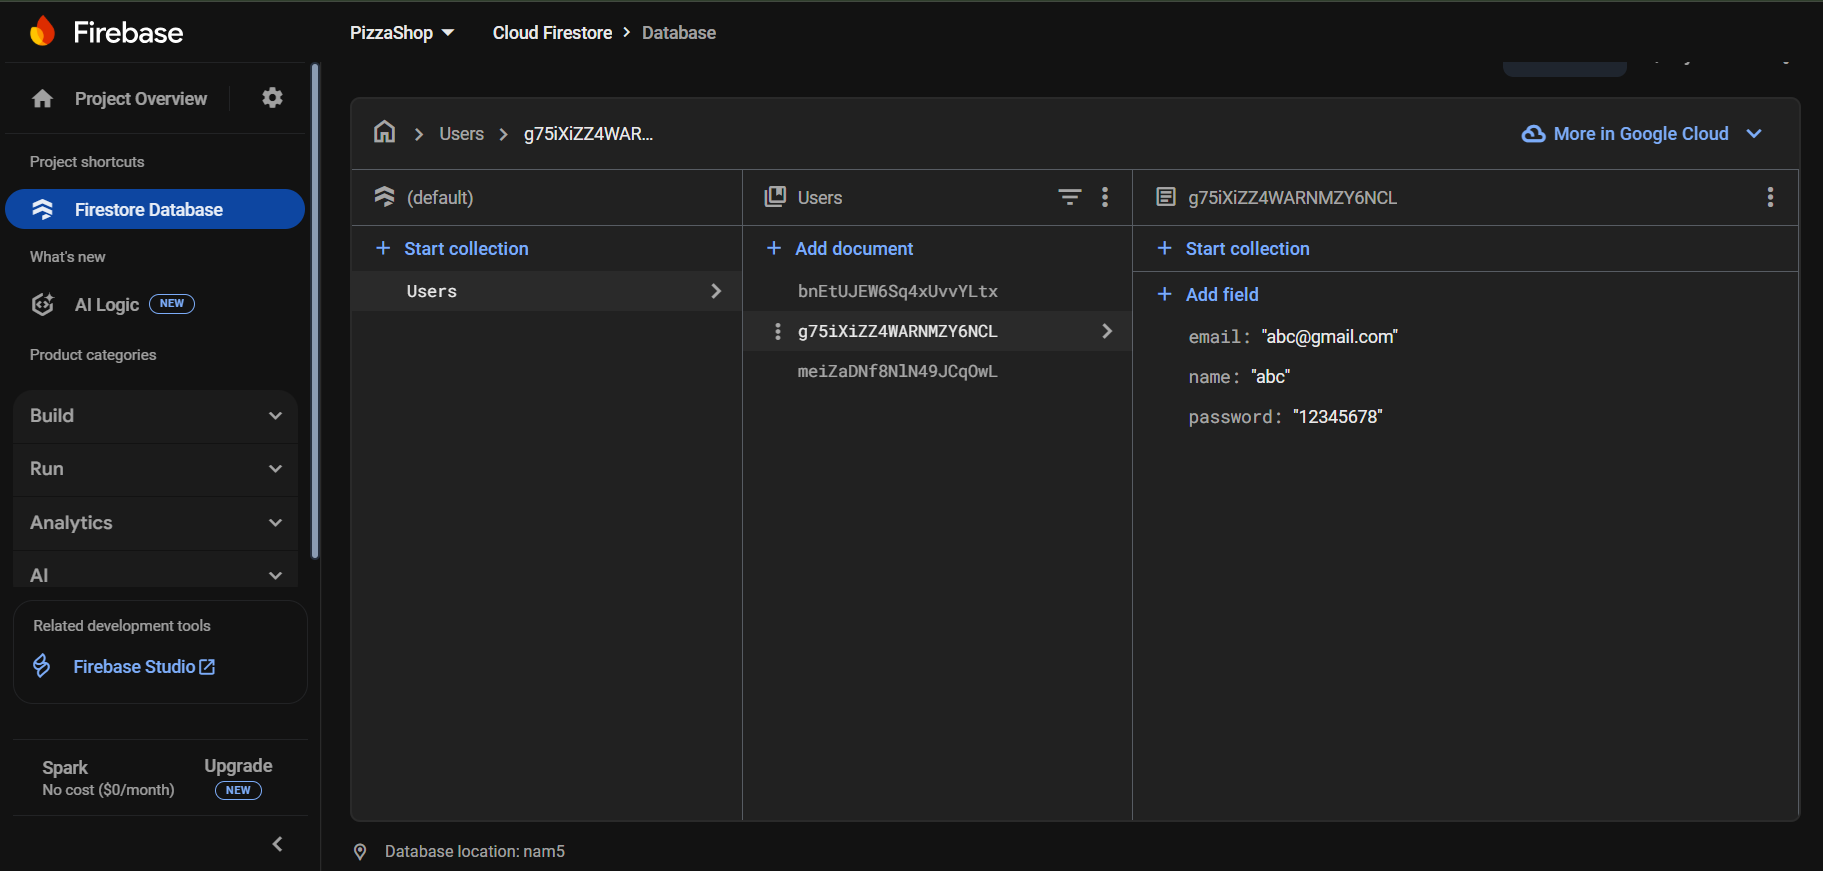 Firebase
PizzaShop
Cloud Firestore
Database
Project Overview
Project shortcuts
Firestore Database
What's new
AI Logic NEW
Product categories
Build
Run
Analytics
AI
Related development tools
Firebase Studio
Spark
No cost ($0/month)
Upgrade
NEW
Users
g75iXiZZ4WAR...
More in Google Cloud
(default)
Start collection
Users
Users
Add document
bnEtUJEW6Sq4xUvvYLtx
g75iXiZZ4WARNMZY6NCL
meiZaDNf8NlN49JCqOwL
g75iXiZZ4WARNMZY6NCL
Start collection
Add field
email: "abc@gmail.com"
name: "abc"
password: "12345678"
Database location: nam5